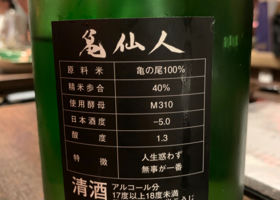 亀仙人
原料米 亀の尾100%
精米歩合 40%
使用酵母 M310
日本酒度 -5.0
酸度 1.3
特徴 人生惑わず
無事が一番
清酒 アルコール分
17度以上18度未満